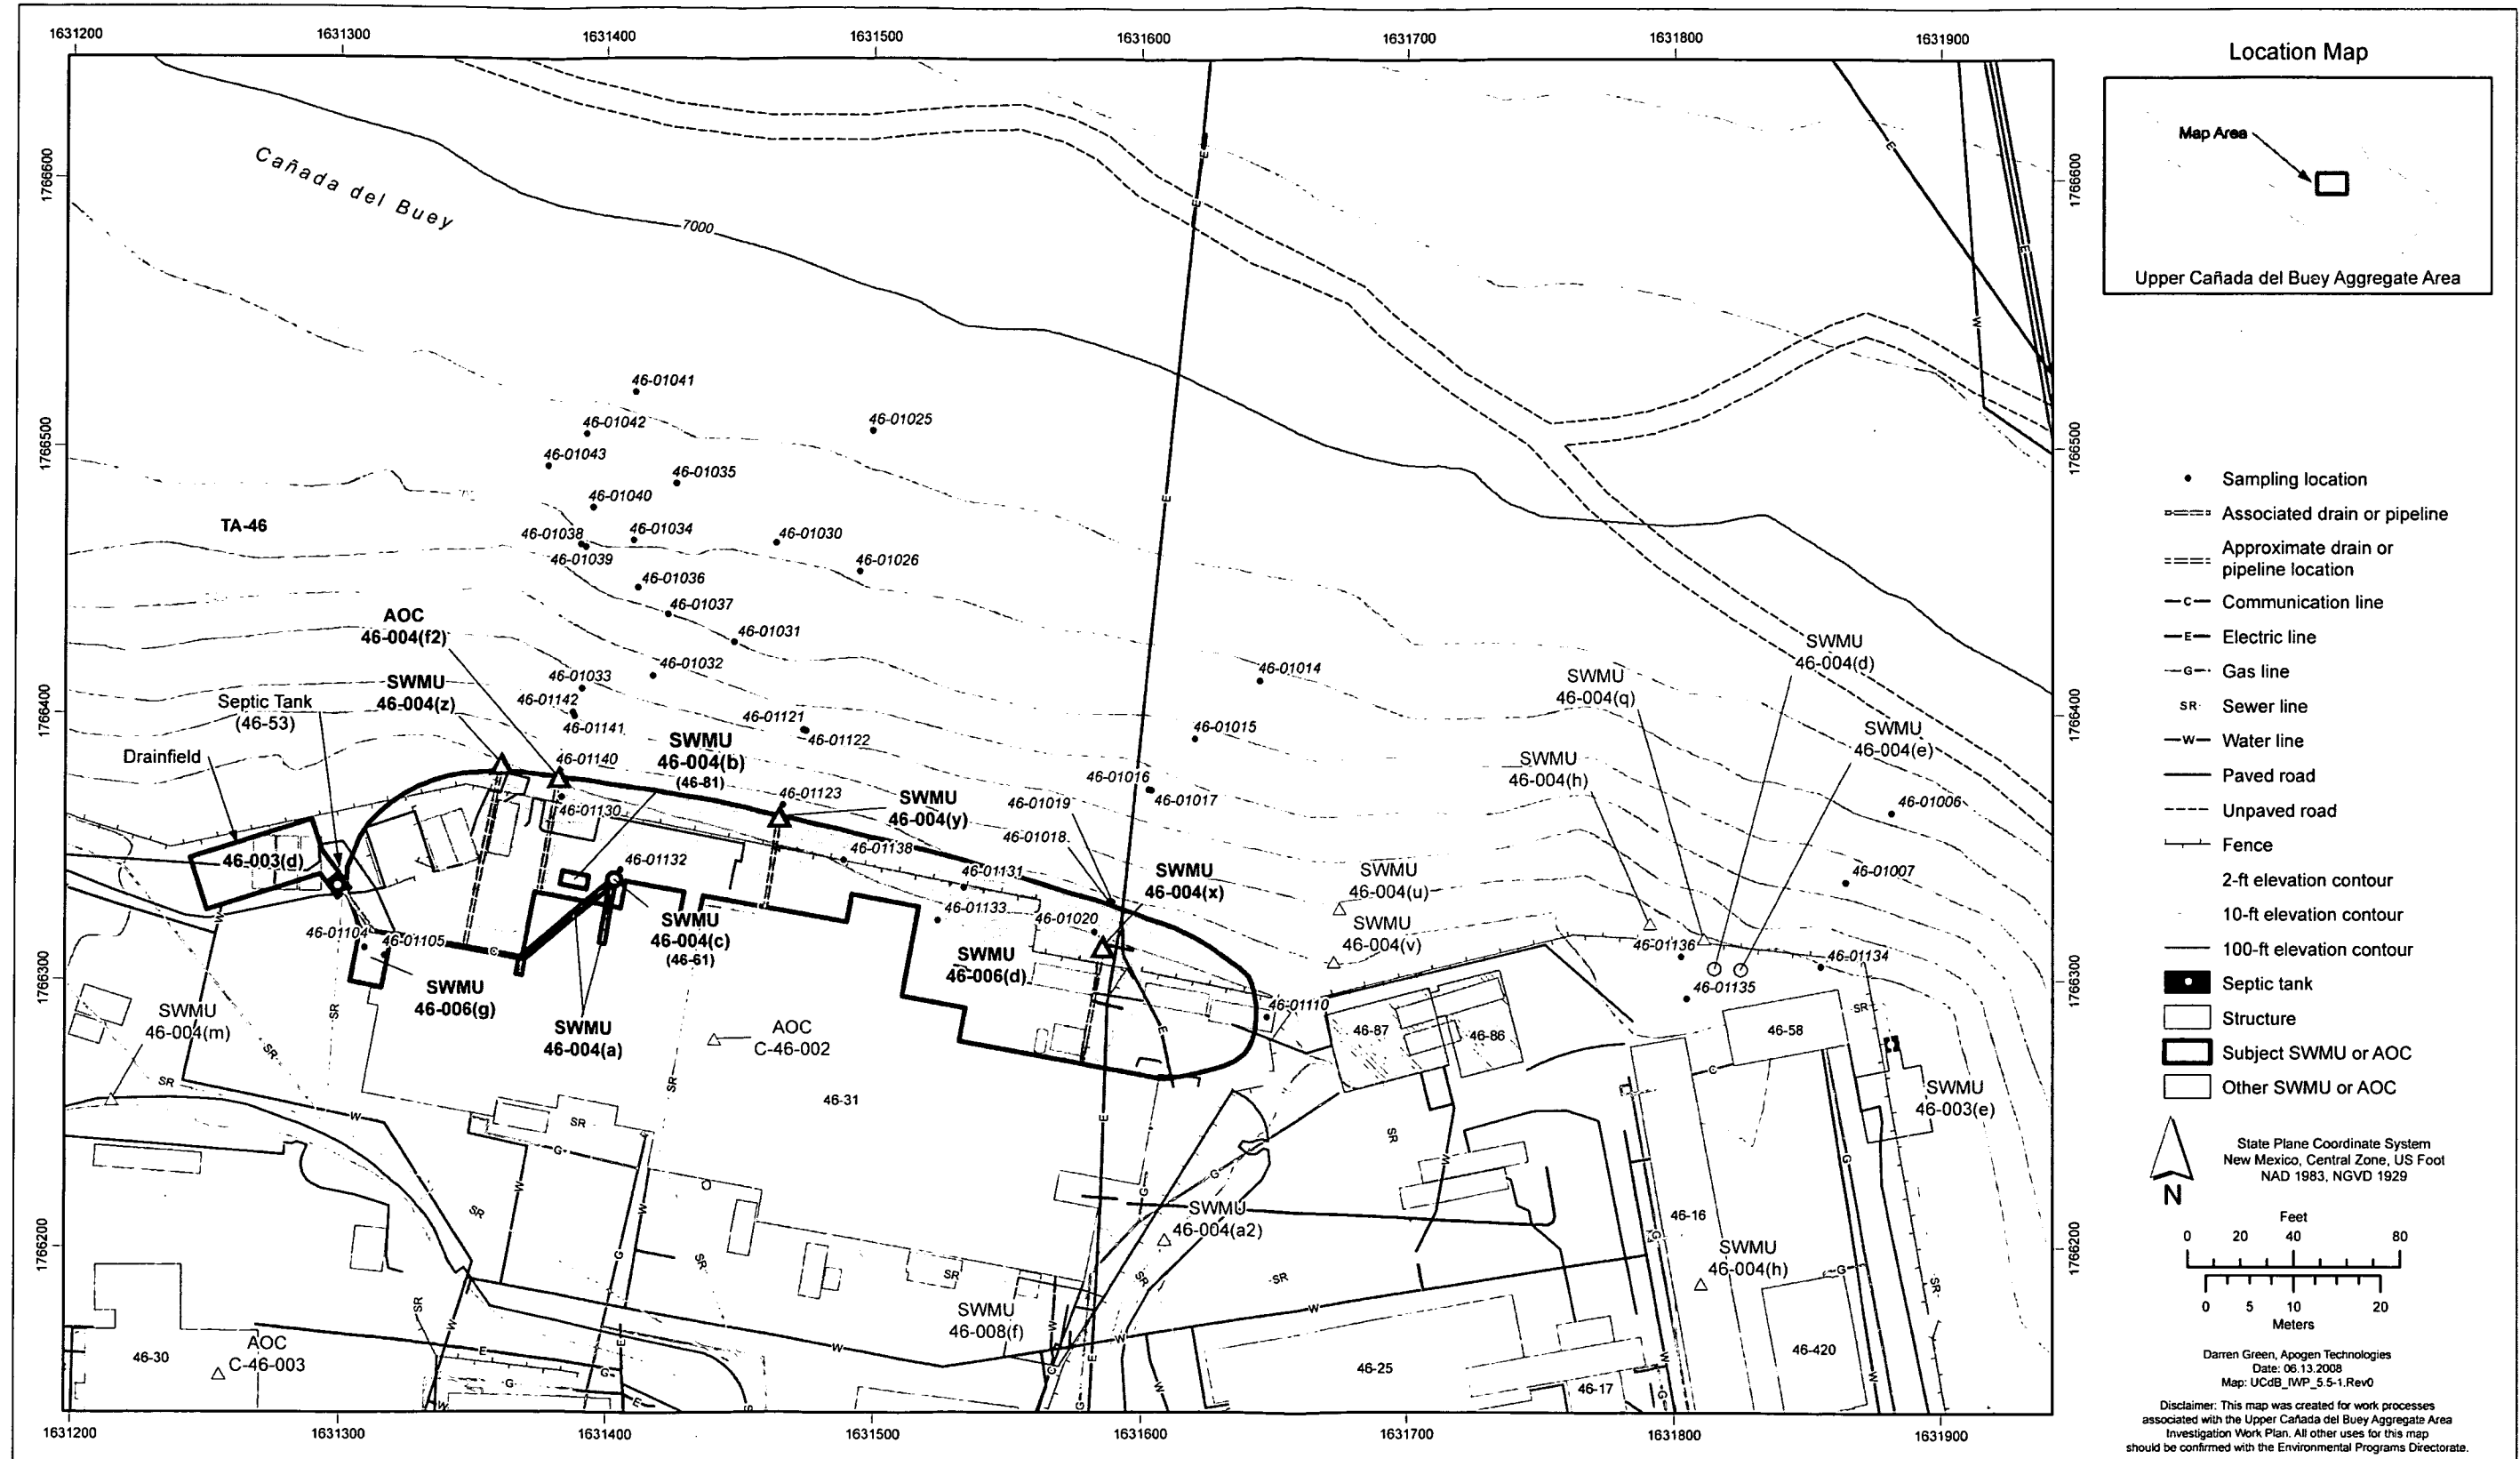 1631200
1631300
1631400
1631500
1631600
1631700
1631800
1631900
Location Map
Map Area
Upper Cañada del Buey Aggregate Area
1766600
1766500
1766400
1766300
1766200
1766600
1766500
1766400
1766300
1766200
Cañada del Buey
7000
TA-46
46-01041
46-01042
46-01025
46-01043
46-01035
46-01040
46-01038
46-01034
46-01030
46-01039
46-01026
46-01036
46-01037
46-01031
46-01032
46-01033
46-01142
46-01141
46-01121
46-01122
46-01014
46-01015
46-01016
46-01017
46-01019
46-01018
46-01006
46-01007
AOC
46-004(f2)
SWMU
46-004(z)
Septic Tank
(46-53)
Drainfield
46-003(d)
46-01140
46-01130
SWMU
46-004(b)
(46-81)
46-01123
SWMU
46-004(y)
46-01138
46-01132
46-01131
46-01133
46-01020
SWMU
46-004(x)
SWMU
46-004(c)
(46-61)
SWMU
46-006(d)
46-01104
46-01105
SWMU
46-006(g)
SWMU
46-004(a)
SWMU
46-004(m)
AOC
C-46-002
46-31
SWMU
46-004(u)
SWMU
46-004(v)
SWMU
46-004(h)
SWMU
46-004(q)
SWMU
46-004(d)
SWMU
46-004(e)
46-01136
46-01134
46-01135
46-01110
46-87
46-86
46-58
SWMU
46-003(e)
SWMU
46-004(a2)
46-16
SWMU
46-004(h)
SWMU
46-008(f)
46-30
AOC
C-46-003
46-25
46-17
46-420
Sampling location
Associated drain or pipeline
Approximate drain or
pipeline location
C Communication line
E Electric line
G Gas line
SR Sewer line
W Water line
Paved road
Unpaved road
Fence
2-ft elevation contour
10-ft elevation contour
100-ft elevation contour
Septic tank
Structure
Subject SWMU or AOC
Other SWMU or AOC
N
State Plane Coordinate System
New Mexico, Central Zone, US Foot
NAD 1983, NGVD 1929
Feet
0 20 40 80
0 5 10 20
Meters
Darren Green, Apogen Technologies
Date: 06.13.2008
Map: UCdB_IWP_5.5-1.Rev0
Disclaimer: This map was created for work processes
associated with the Upper Cañada del Buey Aggregate Area
Investigation Work Plan. All other uses for this map
should be confirmed with the Environmental Programs Directorate.
1631200
1631300
1631400
1631500
1631600
1631700
1631800
1631900